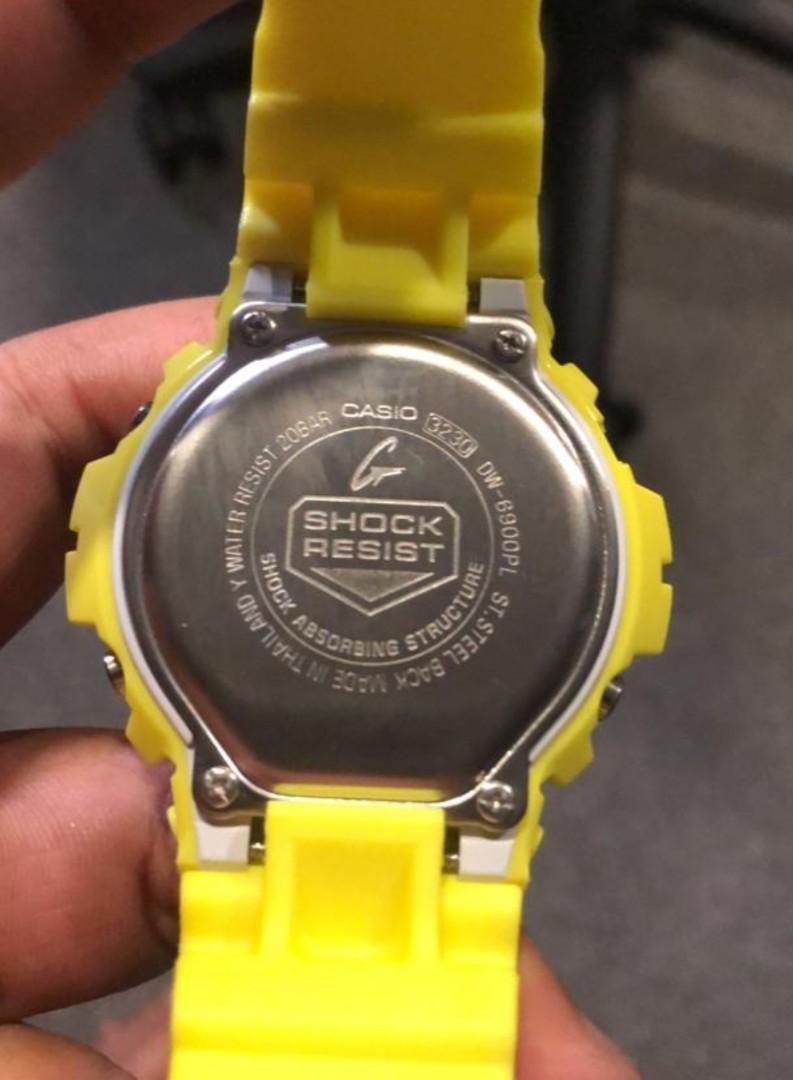 CASIO
3230
DW-6900PL ST.STEEL BACK MADE IN THAILAND Y WATER RESIST 20BAR
G
SHOCK
RESIST
SHOCK ABSORBING STRUCTURE